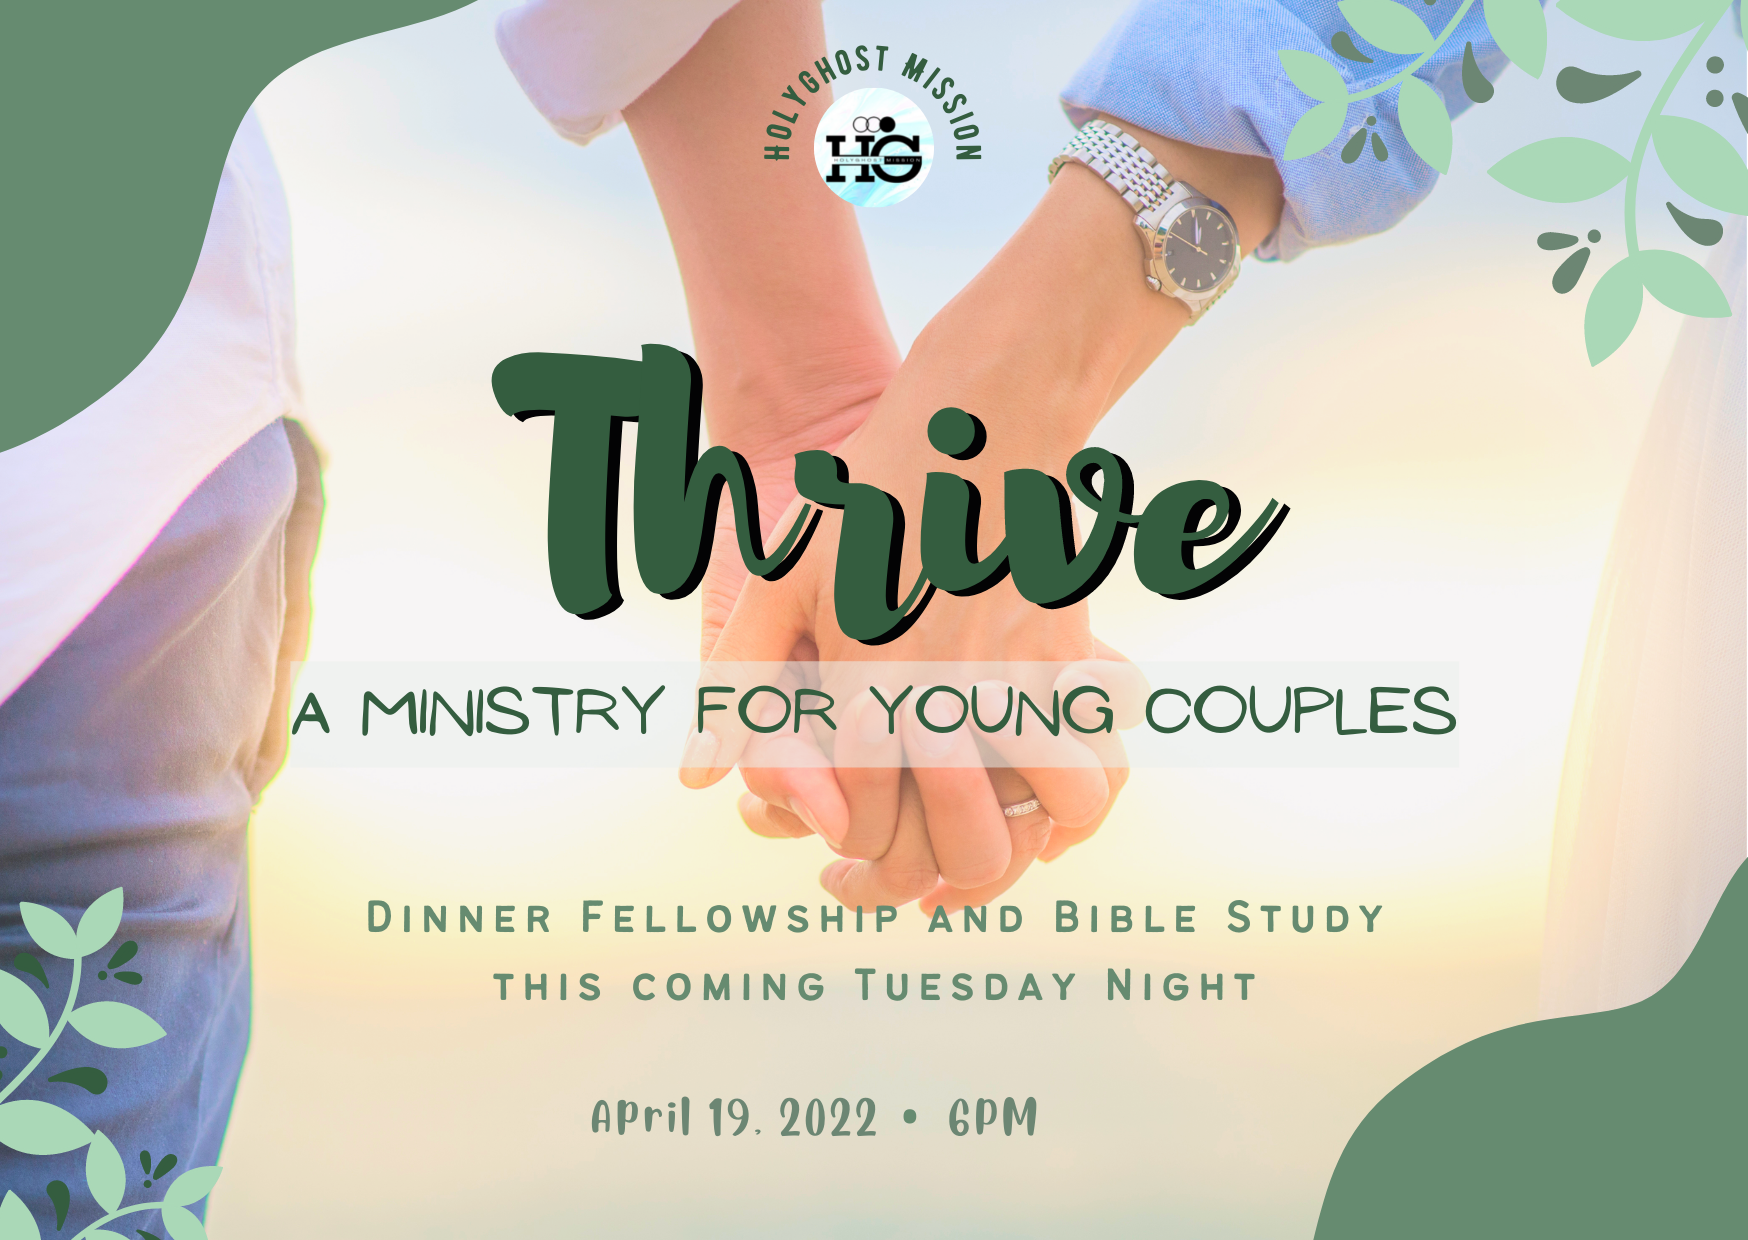 HOLYGHOST MISSION
HG
HOLYGHOST MISSION
Thrive
A MINISTRY FOR YOUNG COUPLES
Dinner Fellowship and Bible Study
this coming Tuesday Night
April 19, 2022 • 6PM